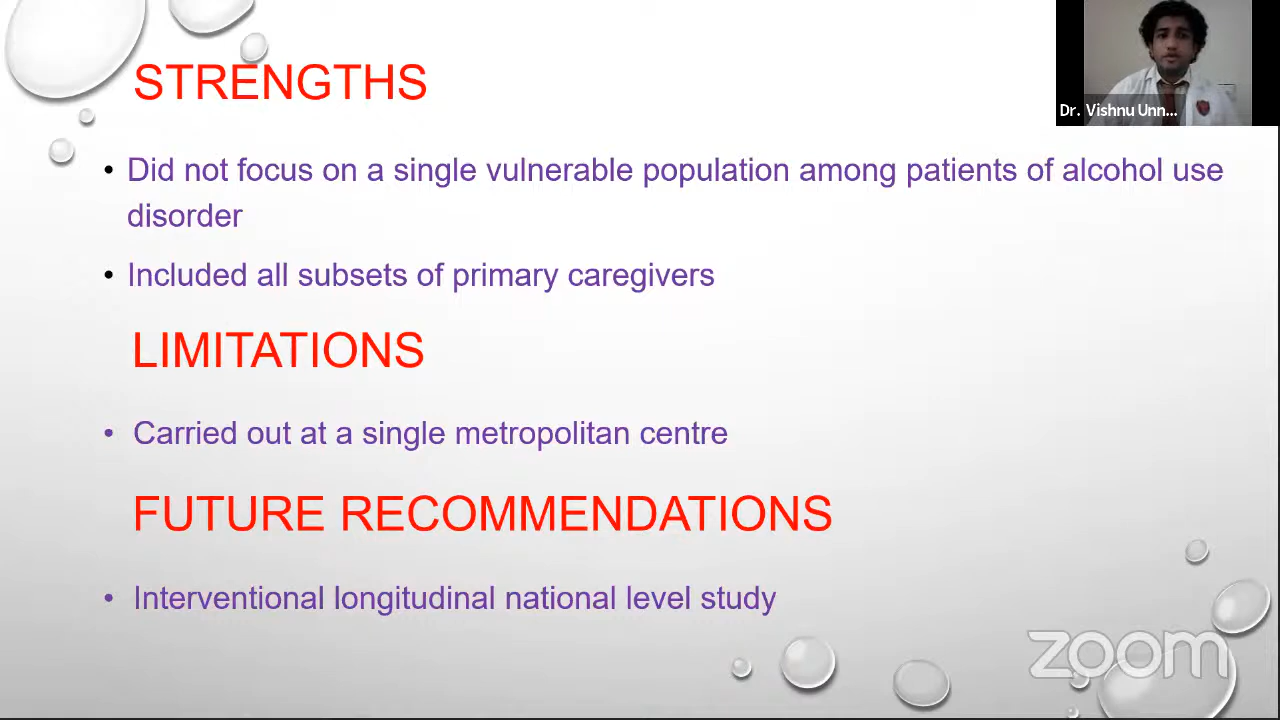 STRENGTHS
Dr. Vishnu Unn...
• Did not focus on a single vulnerable population among patients of alcohol use
disorder
• Included all subsets of primary caregivers
LIMITATIONS
• Carried out at a single metropolitan centre
FUTURE RECOMMENDATIONS
• Interventional longitudinal national level study
zoom